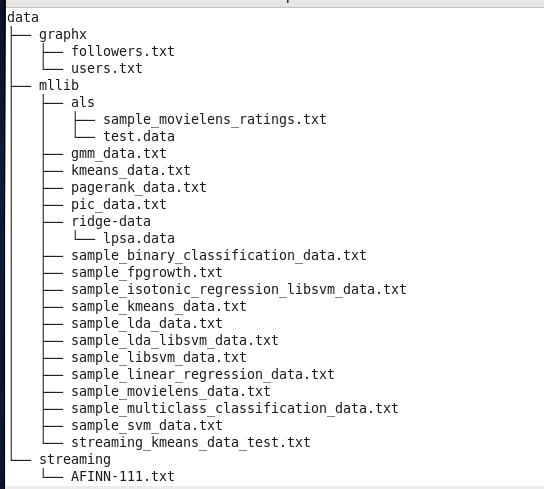 data
├── graphx
│   ├── followers.txt
│   └── users.txt
├── mllib
│   ├── als
│   │   ├── sample_movielens_ratings.txt
│   │   └── test.data
│   ├── gmm_data.txt
│   ├── kmeans_data.txt
│   ├── pagerank_data.txt
│   ├── pic_data.txt
│   ├── ridge-data
│   │   └── lpsa.data
│   ├── sample_binary_classification_data.txt
│   ├── sample_fpgrowth.txt
│   ├── sample_isotonic_regression_libsvm_data.txt
│   ├── sample_kmeans_data.txt
│   ├── sample_lda_data.txt
│   ├── sample_lda_libsvm_data.txt
│   ├── sample_libsvm_data.txt
│   ├── sample_linear_regression_data.txt
│   ├── sample_movielens_data.txt
│   ├── sample_multiclass_classification_data.txt
│   ├── sample_svm_data.txt
│   └── streaming_kmeans_data_test.txt
└── streaming
    └── AFINN-111.txt